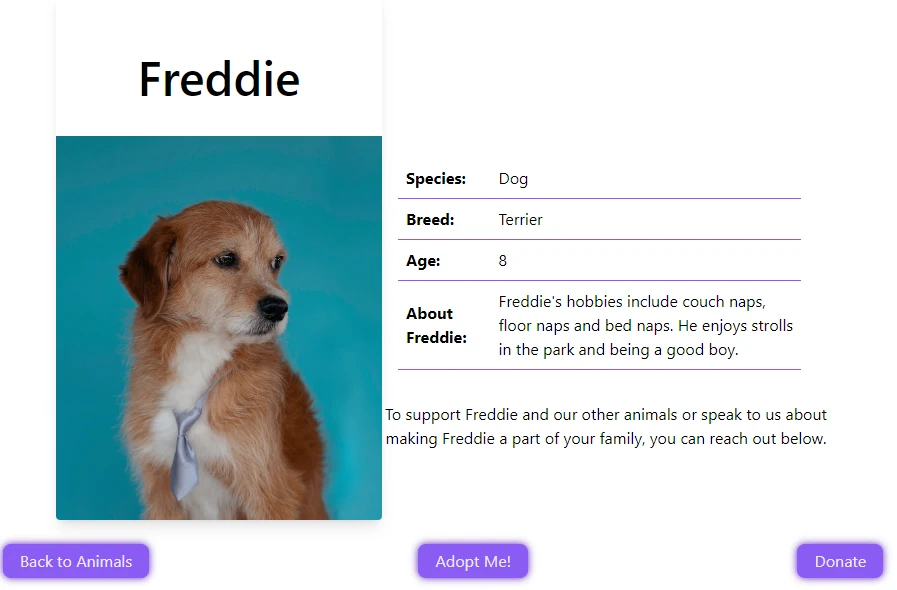 Freddie
Species: Dog
Breed: Terrier
Age: 8
About Freddie: Freddie's hobbies include couch naps,
floor naps and bed naps. He enjoys strolls
in the park and being a good boy.
To support Freddie and our other animals or speak to us about
making Freddie a part of your family, you can reach out below.
Back to Animals
Adopt Me!
Donate